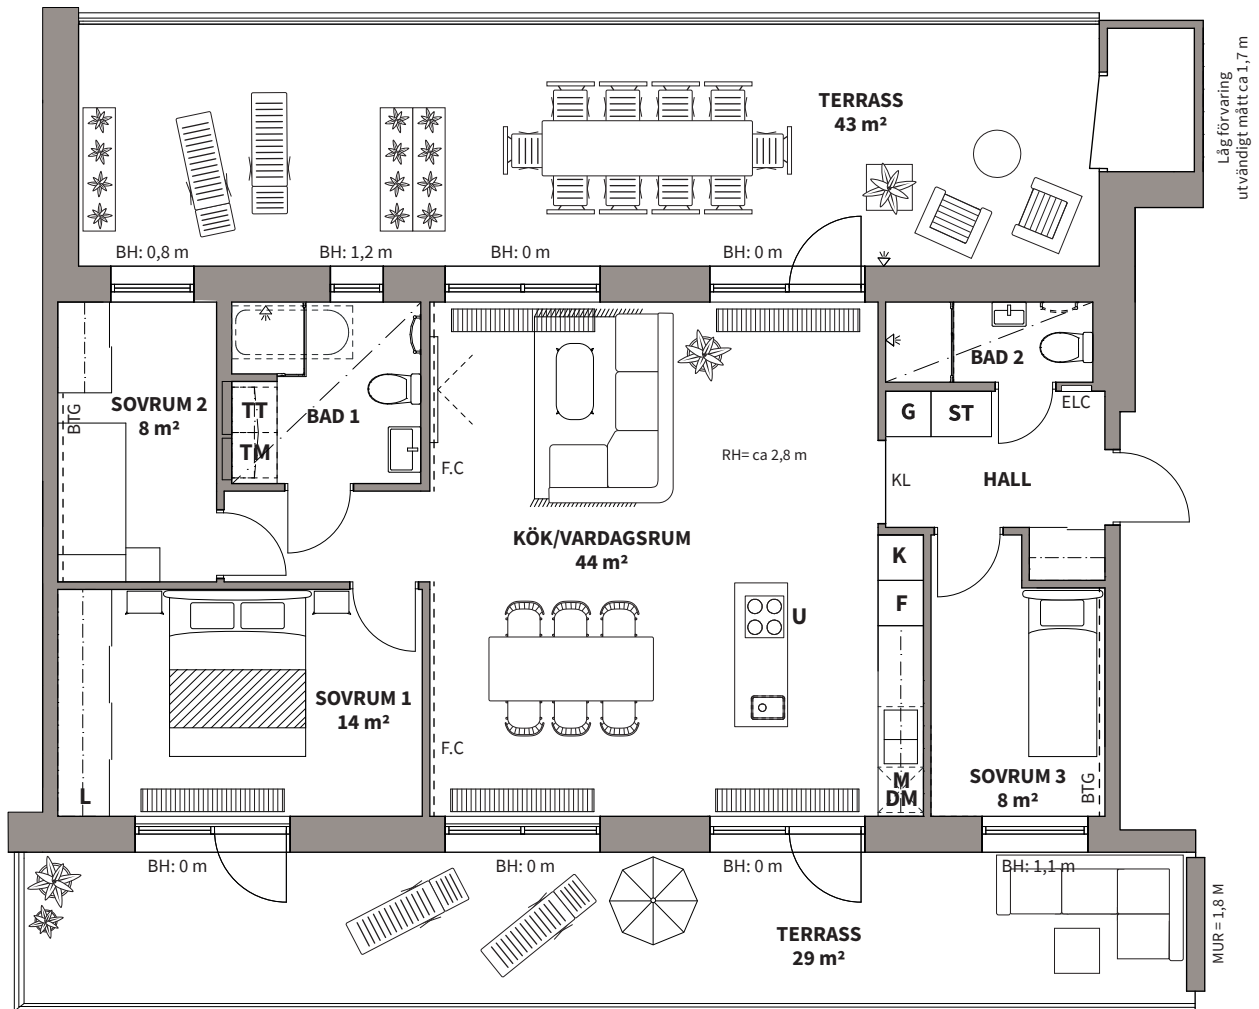 Låg förvaring
utvändigt mått ca 1,7 m
TERRASS
43 m²
BH: 0,8 m
BH: 1,2 m
BH: 0 m
BH: 0 m
BAD 2
SOVRUM 2
8 m²
BTG
TT
TM
BAD 1
F.C
RH= ca 2,8 m
G
ST
ELC
KL
HALL
KÖK/VARDAGSRUM
44 m²
K
F
U
SOVRUM 1
14 m²
L
F.C
M
DM
SOVRUM 3
8 m²
BTG
BH: 0 m
BH: 0 m
BH: 0 m
BH: 1,1 m
TERRASS
29 m²
MUR = 1,8 M